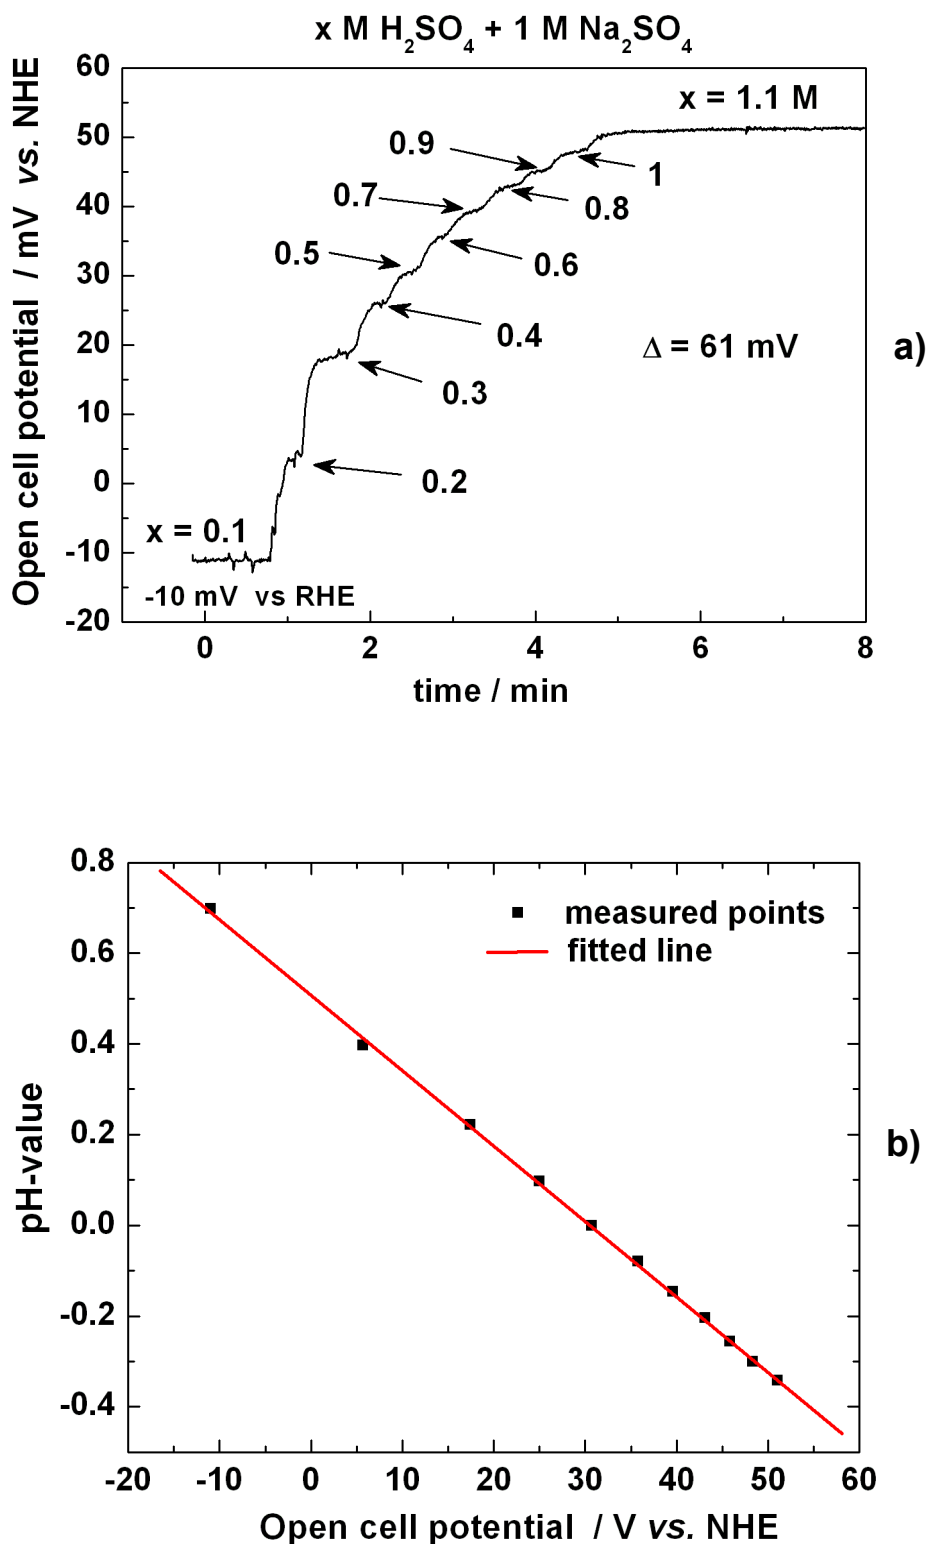 x M H₂SO₄ + 1 M Na₂SO₄
Open cell potential / mV vs. NHE
60
50
40
30
20
10
0
-10
-20
x = 1.1 M
0.9
1
0.7
0.8
0.5
0.6
0.4
Δ = 61 mV
a)
0.3
0.2
x = 0.1
-10 mV vs RHE
0 2 4 6 8
time / min
pH-value
0.8
0.6
0.4
0.2
0.0
-0.2
-0.4
measured points
fitted line
b)
-20 -10 0 10 20 30 40 50 60
Open cell potential / V vs. NHE